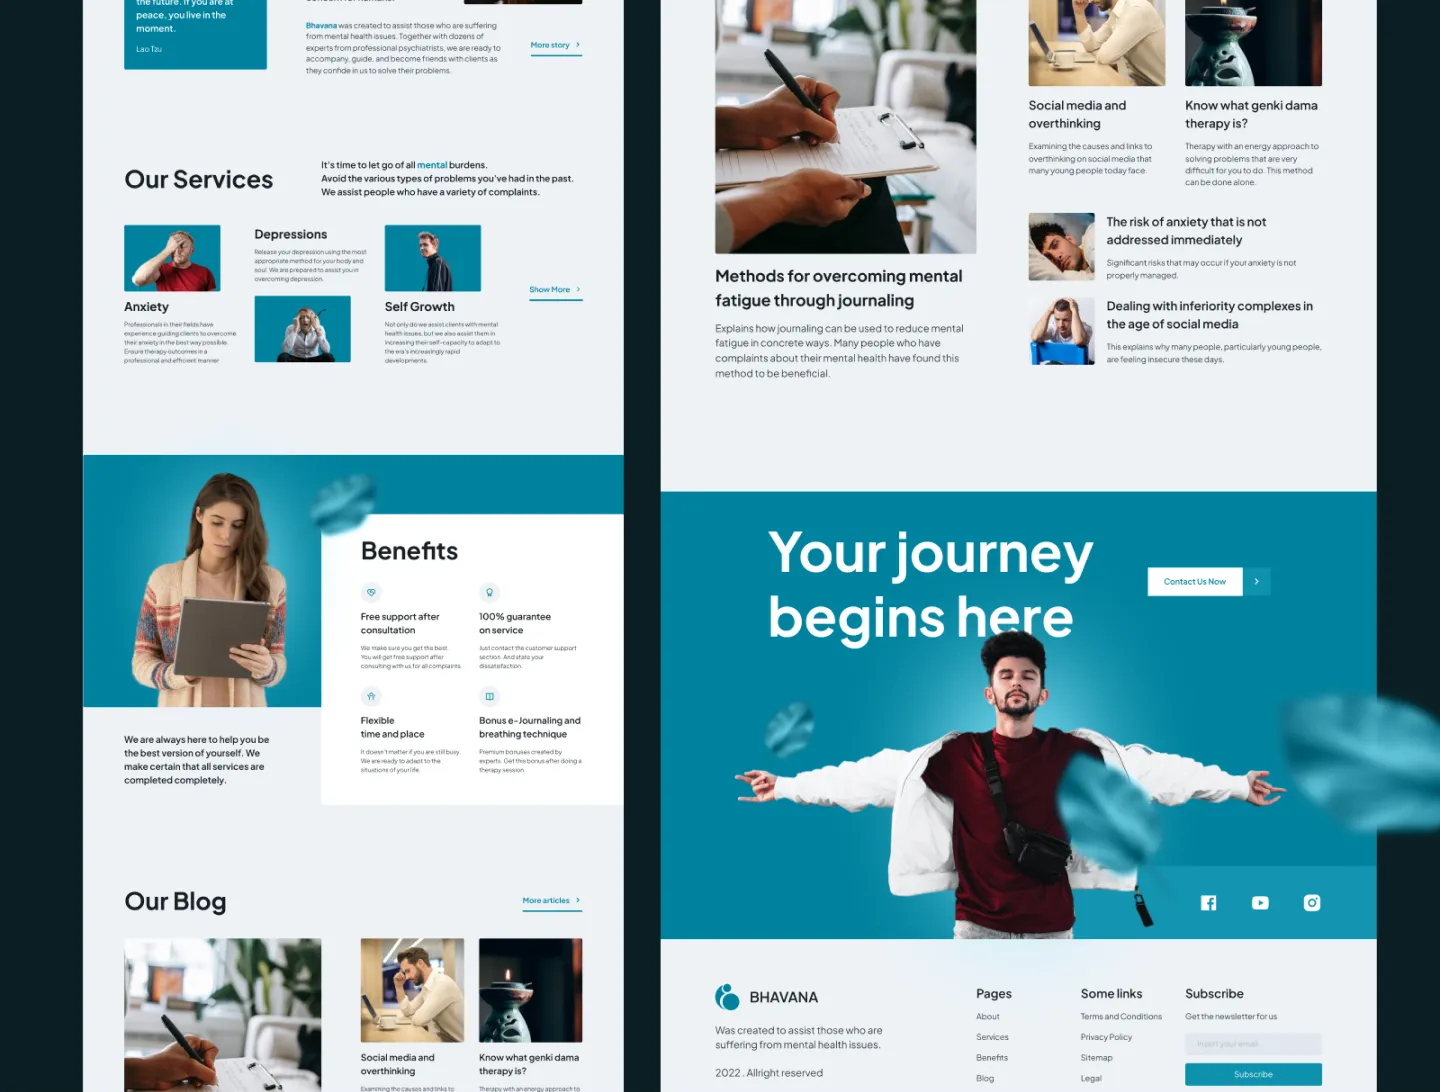 the future. If you are at
peace, you live in the
moment.
Lao Tzu
Bhavana was created to assist those who are suffering
from mental health issues. Together with dozens of
experts from professional psychiatrists, we are ready to
accompany, guide, and become friends with clients as
they confide in us to solve their problems.
More story
Our Services
It's time to let go of all mental burdens.
Avoid the various types of problems you've had in the past.
We assist people who have a variety of complaints.
Anxiety
Professionals in their fields have
experience guiding clients to overcome
their anxiety in the best way possible.
Ensure therapy outcomes in a
professional and efficient manner
Depressions
Release your depression using the most
appropriate method for your body and
soul. We are prepared to assist you in
overcoming depression.
Self Growth
Not only do we assist clients with mental
health issues, but we also assist them in
increasing their self-capacity to adapt to
the era's increasingly rapid
developments.
Show More
Benefits
Free support after
consultation
We make sure you get the best.
You will get free support after
consulting with us for all complaints
100% guarantee
on service
Just contact the customer support
section. And state your
dissatisfaction
Flexible
time and place
It doesn't matter if you are still busy.
We are ready to adapt to the
situations of your life.
Bonus e-Journaling and
breathing technique
Premium bonuses created by
experts. Get this bonus after doing a
therapy session
We are always here to help you be
the best version of yourself. We
make certain that all services are
completed completely.
Our Blog
More articles
Social media and
overthinking
Examining the causes and links to
Know what genki dama
therapy is?
Therapy with an energy approach to
Methods for overcoming mental
fatigue through journaling
Explains how journaling can be used to reduce mental
fatigue in concrete ways. Many people who have
complaints about their mental health have found this
method to be beneficial.
Social media and
overthinking
Examining the causes and links to
overthinking on social media that
many young people today face.
Know what genki dama
therapy is?
Therapy with an energy approach to
solving problems that are very
difficult for you to do. This method
can be done alone.
The risk of anxiety that is not
addressed immediately
Significant risks that may occur if your anxiety is not
properly managed.
Dealing with inferiority complexes in
the age of social media
This explains why many people, particularly young people,
are feeling insecure these days.
Your journey
begins here
Contact Us Now
BHAVANA
Was created to assist those who are
suffering from mental health issues.
2022 . Allright reserved
Pages
About
Services
Benefits
Blog
Some links
Terms and Conditions
Privacy Policy
Sitemap
Legal
Subscribe
Get the newsletter for us
Insert your email
Subscribe